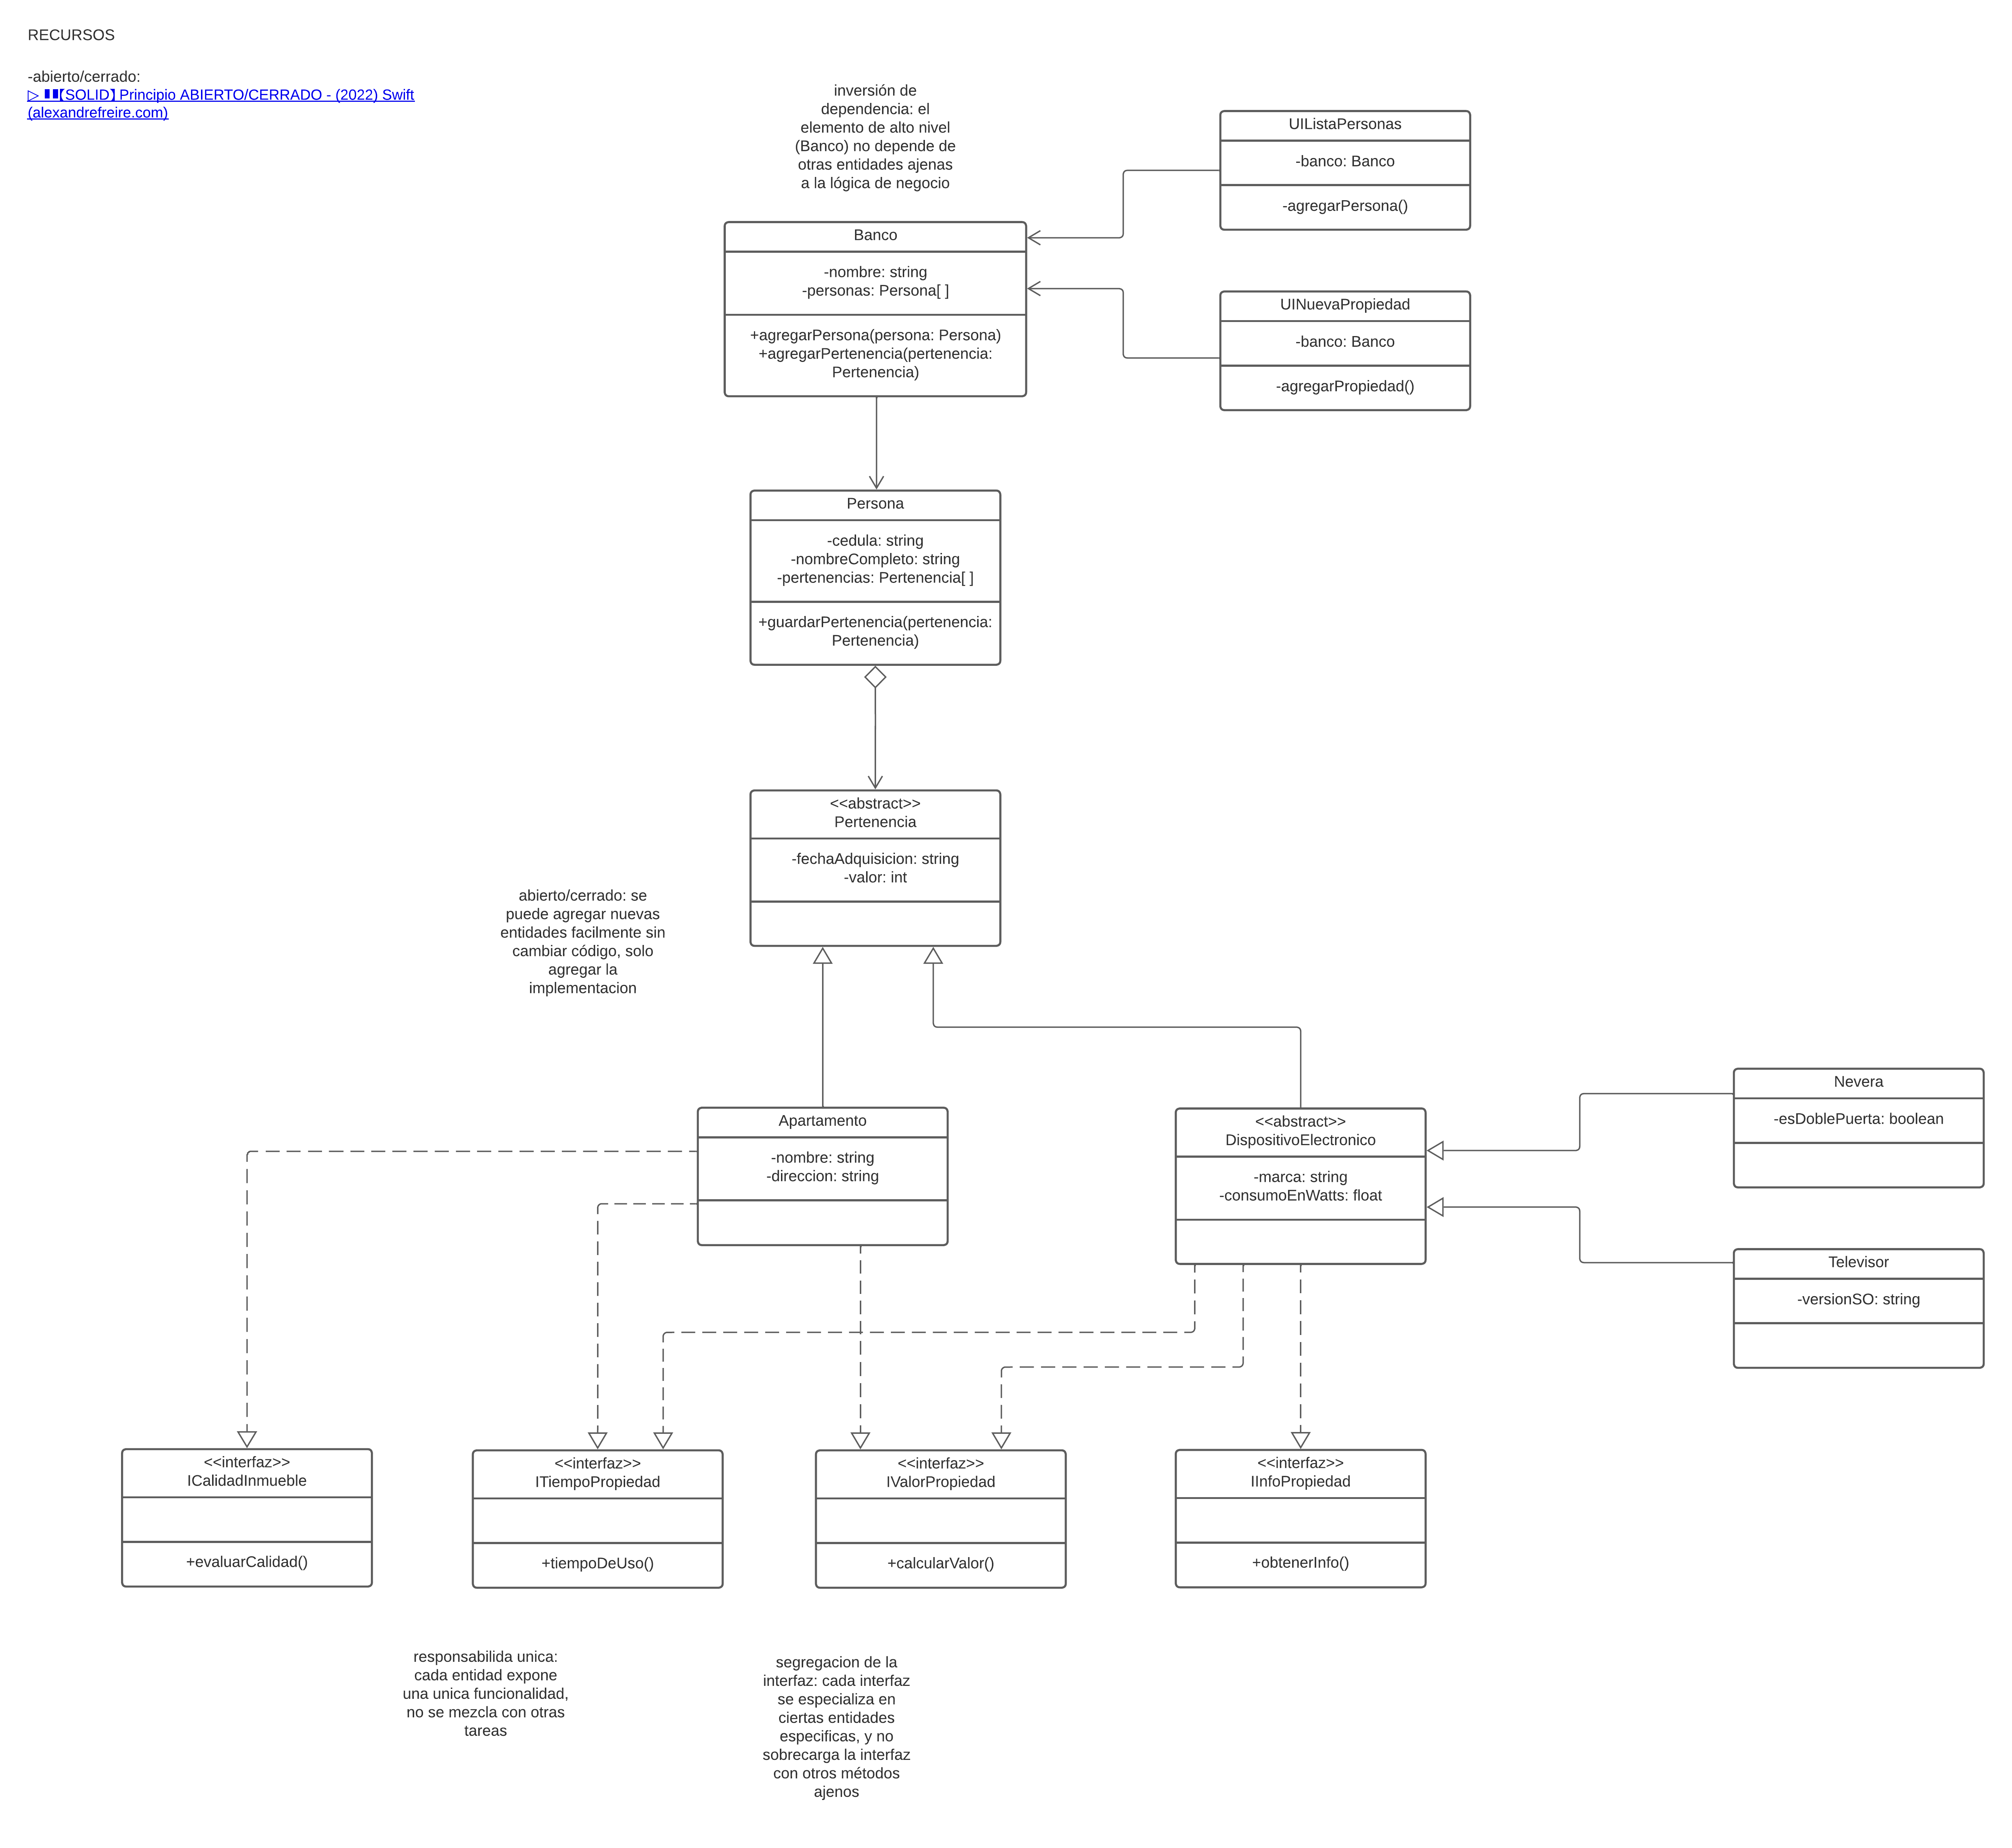 RECURSOS
-abierto/cerrado:
▷ 【SOLID】 Principio ABIERTO/CERRADO - (2022) Swift
(alexandrefreire.com)
inversión de
dependencia: el
elemento de alto nivel
(Banco) no depende de
otras entidades ajenas
a la lógica de negocio
UIListaPersonas
-banco: Banco
-agregarPersona()
Banco
-nombre: string
-personas: Persona[ ]
+agregarPersona(persona: Persona)
+agregarPertenencia(pertenencia:
Pertenencia)
UINuevaPropiedad
-banco: Banco
-agregarPropiedad()
Persona
-cedula: string
-nombreCompleto: string
-pertenencias: Pertenencia[ ]
+guardarPertenencia(pertenencia:
Pertenencia)
<<abstract>>
Pertenencia
-fechaAdquisicion: string
-valor: int
abierto/cerrado: se
puede agregar nuevas
entidades facilmente sin
cambiar código, solo
agregar la
implementacion
Apartamento
-nombre: string
-direccion: string
<<abstract>>
DispositivoElectronico
-marca: string
-consumoEnWatts: float
Nevera
-esDoblePuerta: boolean
Televisor
-versionSO: string
<<interfaz>>
ICalidadInmueble
+evaluarCalidad()
<<interfaz>>
ITiempoPropiedad
+tiempoDeUso()
<<interfaz>>
IValorPropiedad
+calcularValor()
<<interfaz>>
IInfoPropiedad
+obtenerInfo()
responsabilida unica:
cada entidad expone
una unica funcionalidad,
no se mezcla con otras
tareas
segregacion de la
interfaz: cada interfaz
se especializa en
ciertas entidades
especificas, y no
sobrecarga la interfaz
con otros métodos
ajenos